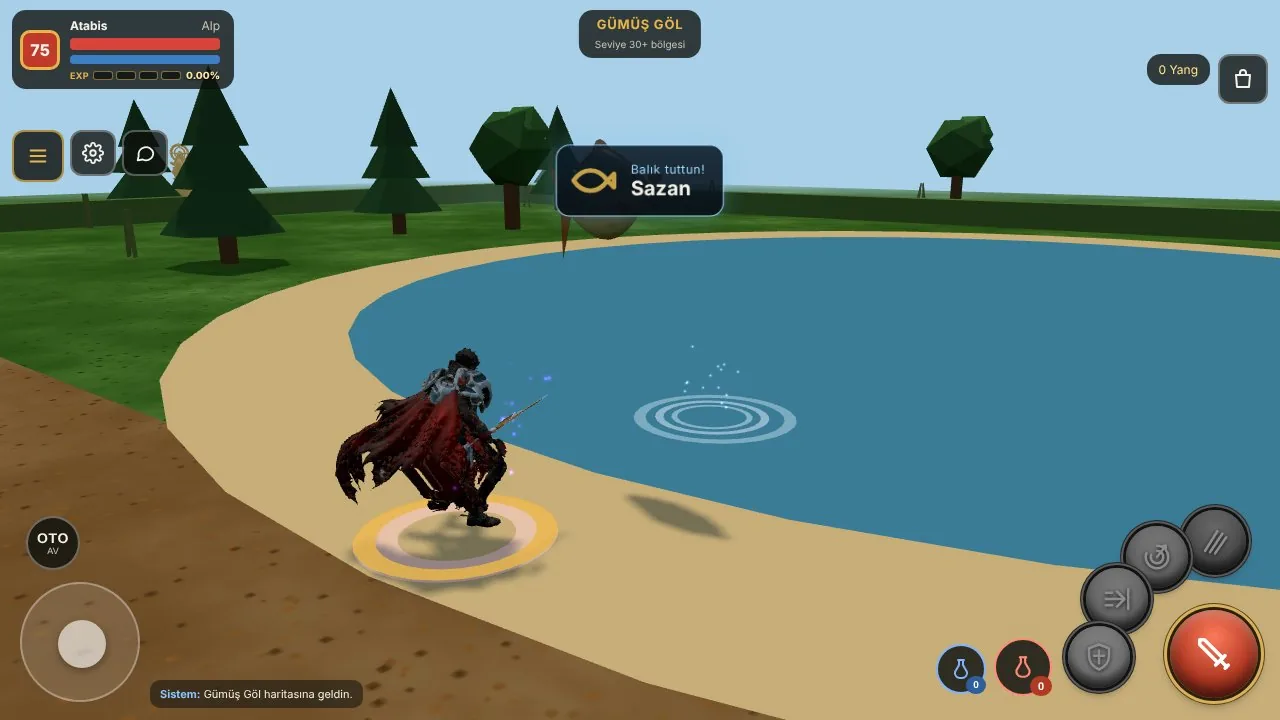 75
Atabis
Alp
EXP
0.00%
GÜMÜŞ GÖL
Seviye 30+ bölgesi
0 Yang
Balık tuttun!
Sazan
OTO
AV
Sistem: Gümüş Göl haritasına geldin.
0
0